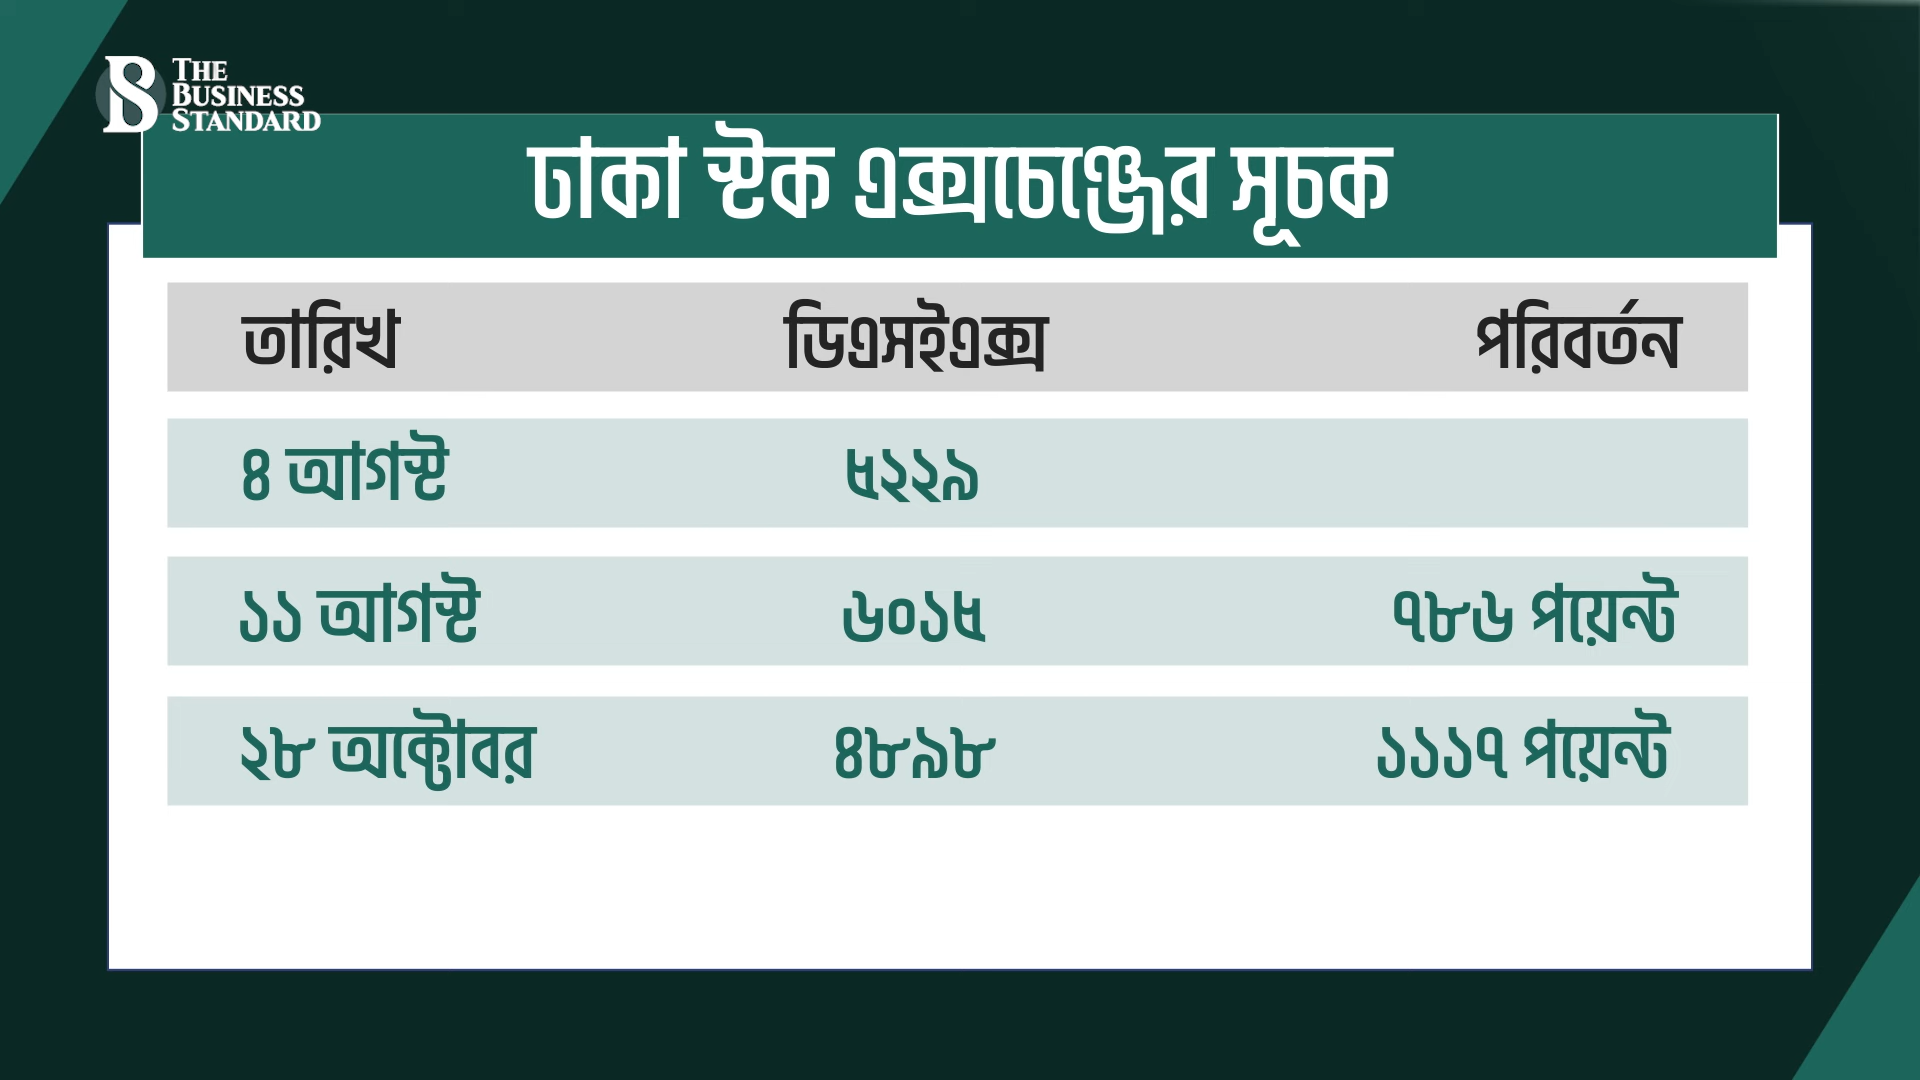 THE
BUSINESS
STANDARD
ঢাকা স্টক এক্সচেঞ্জের সূচক
তারিখ ডিএসইএক্স পরিবর্তন
৪ আগস্ট ৫২২৯
১১ আগস্ট ৬০১৫ ৭৮৬ পয়েন্ট
২৮ অক্টোবর ৪৮৯৮ ১১১৭ পয়েন্ট